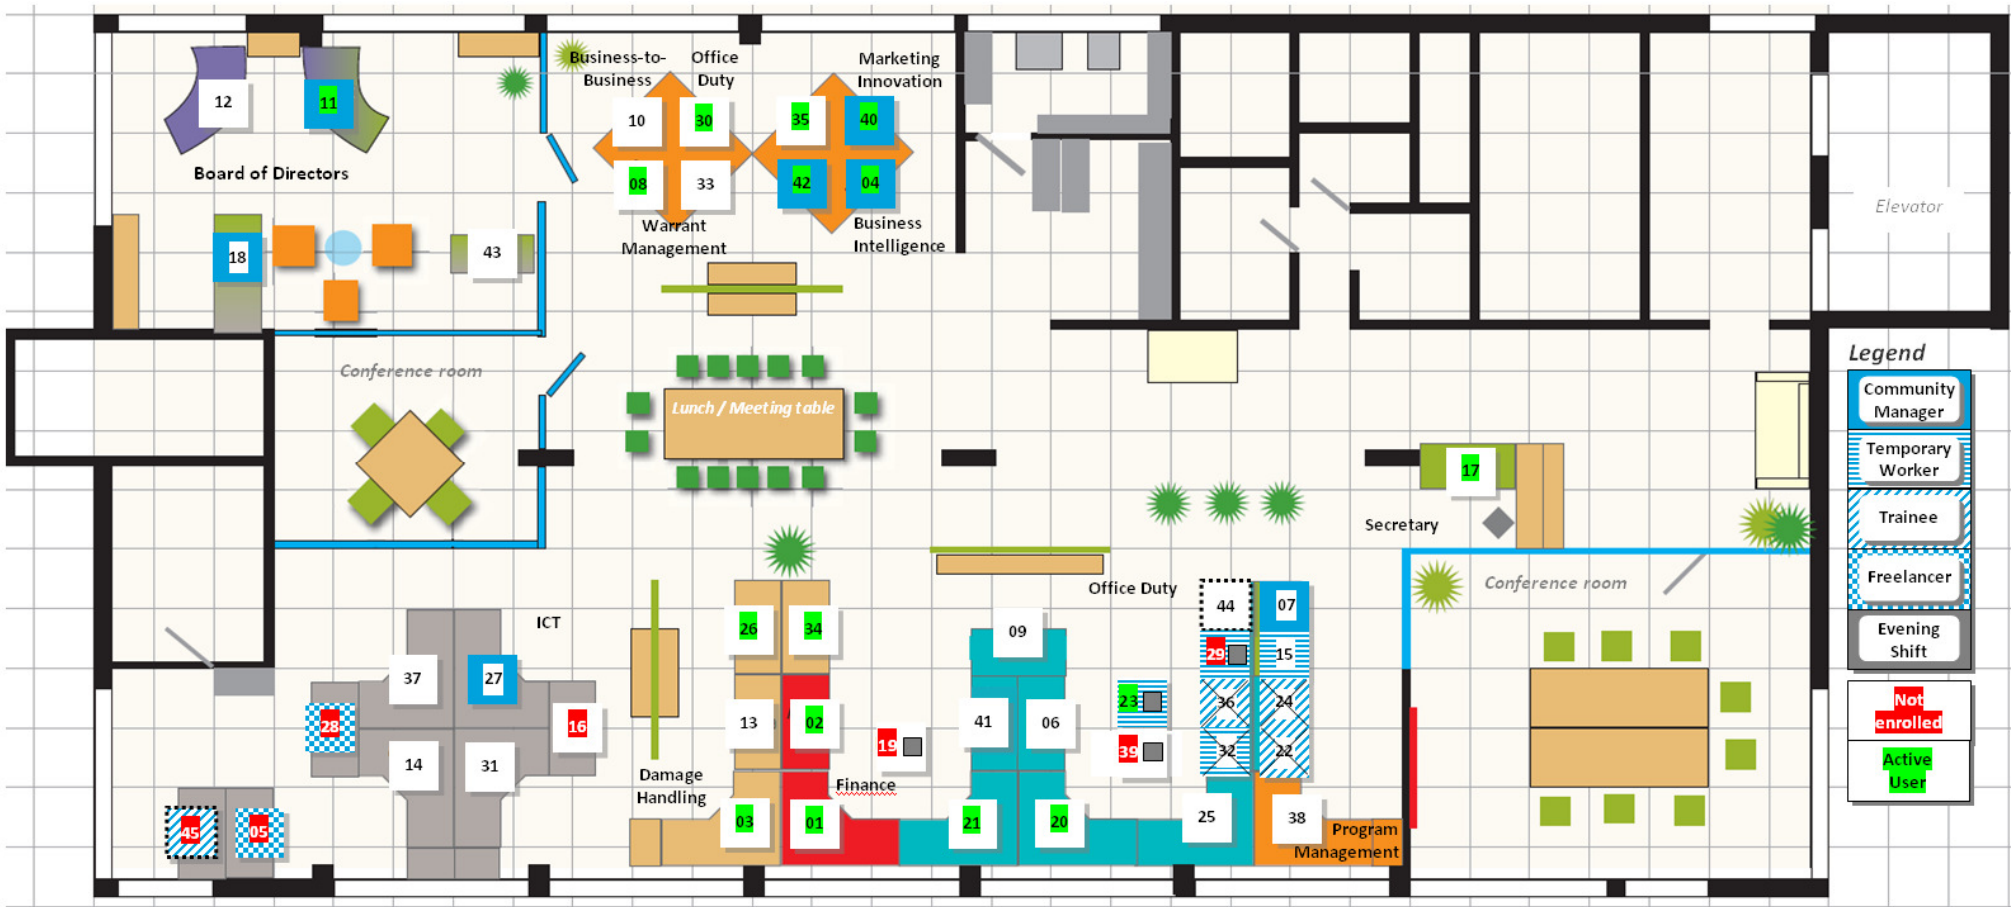 Business-to-
Business
Office
Duty
Marketing
Innovation
12
11
10
30
35
40
Board of Directors
08
33
42
04
Warrant
Management
Business
Intelligence
Elevator
18
43
Conference room
Lunch / Meeting table
17
Secretary
Legend
Community
Manager
Temporary
Worker
Trainee
Freelancer
Evening
Shift
Not
enrolled
Active
User
Office Duty
Conference room
ICT
26
34
09
44
07
29
15
37
27
28
16
13
02
41
06
23
36
24
19
39
32
22
14
31
Damage
Handling
Finance
45
05
03
01
21
20
25
38
Program
Management